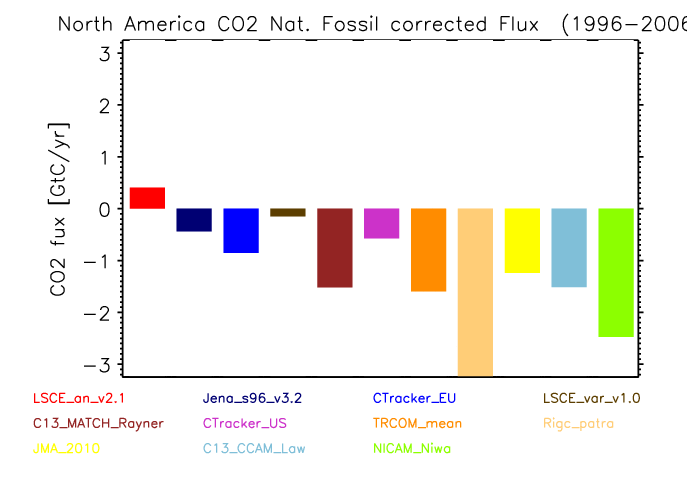 North America CO2 Nat. Fossil corrected Flux (1996-2006
3
2
1
0
-1
-2
-3
CO2 fux [GtC/yr]
LSCE_an_v2.1 Jena_s96_v3.2 CTracker_EU LSCE_var_v1.0
C13_MATCH_Rayner CTracker_US TRCOM_mean Rigc_patra
JMA_2010 C13_CCAM_Law NICAM_Niwa